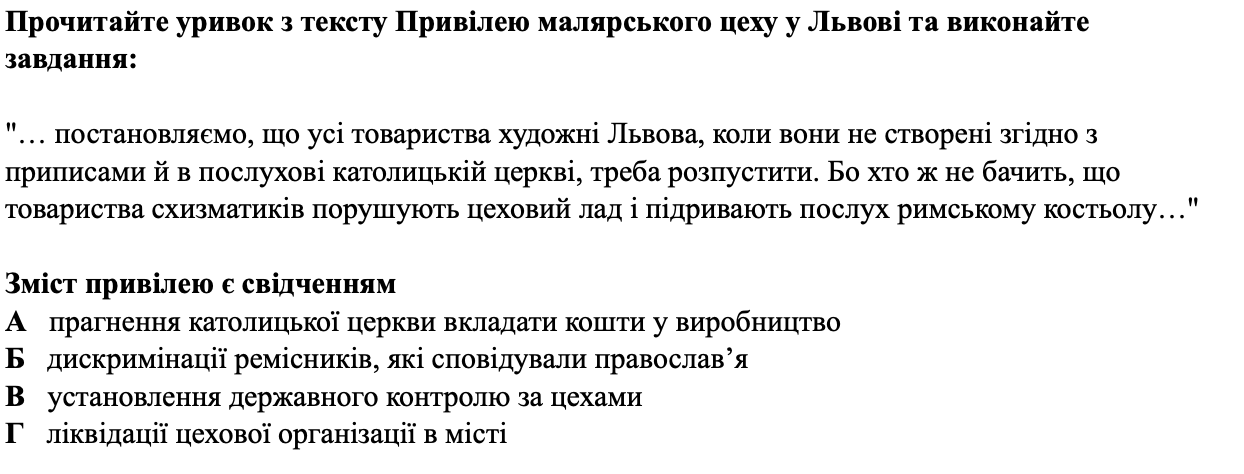 Прочитайте уривок з тексту Привілею малярського цеху у Львові та виконайте
завдання:
"… постановляємо, що усі товариства художні Львова, коли вони не створені згідно з
приписами й в послухові католицькій церкві, треба розпустити. Бо хто ж не бачить, що
товариства схизматиків порушують цеховий лад і підривають послух римському костьолу…"
Зміст привілею є свідченням
А прагнення католицької церкви вкладати кошти у виробництво
Б дискримінації ремісників, які сповідували православ’я
В установлення державного контролю за цехами
Г ліквідації цехової організації в місті